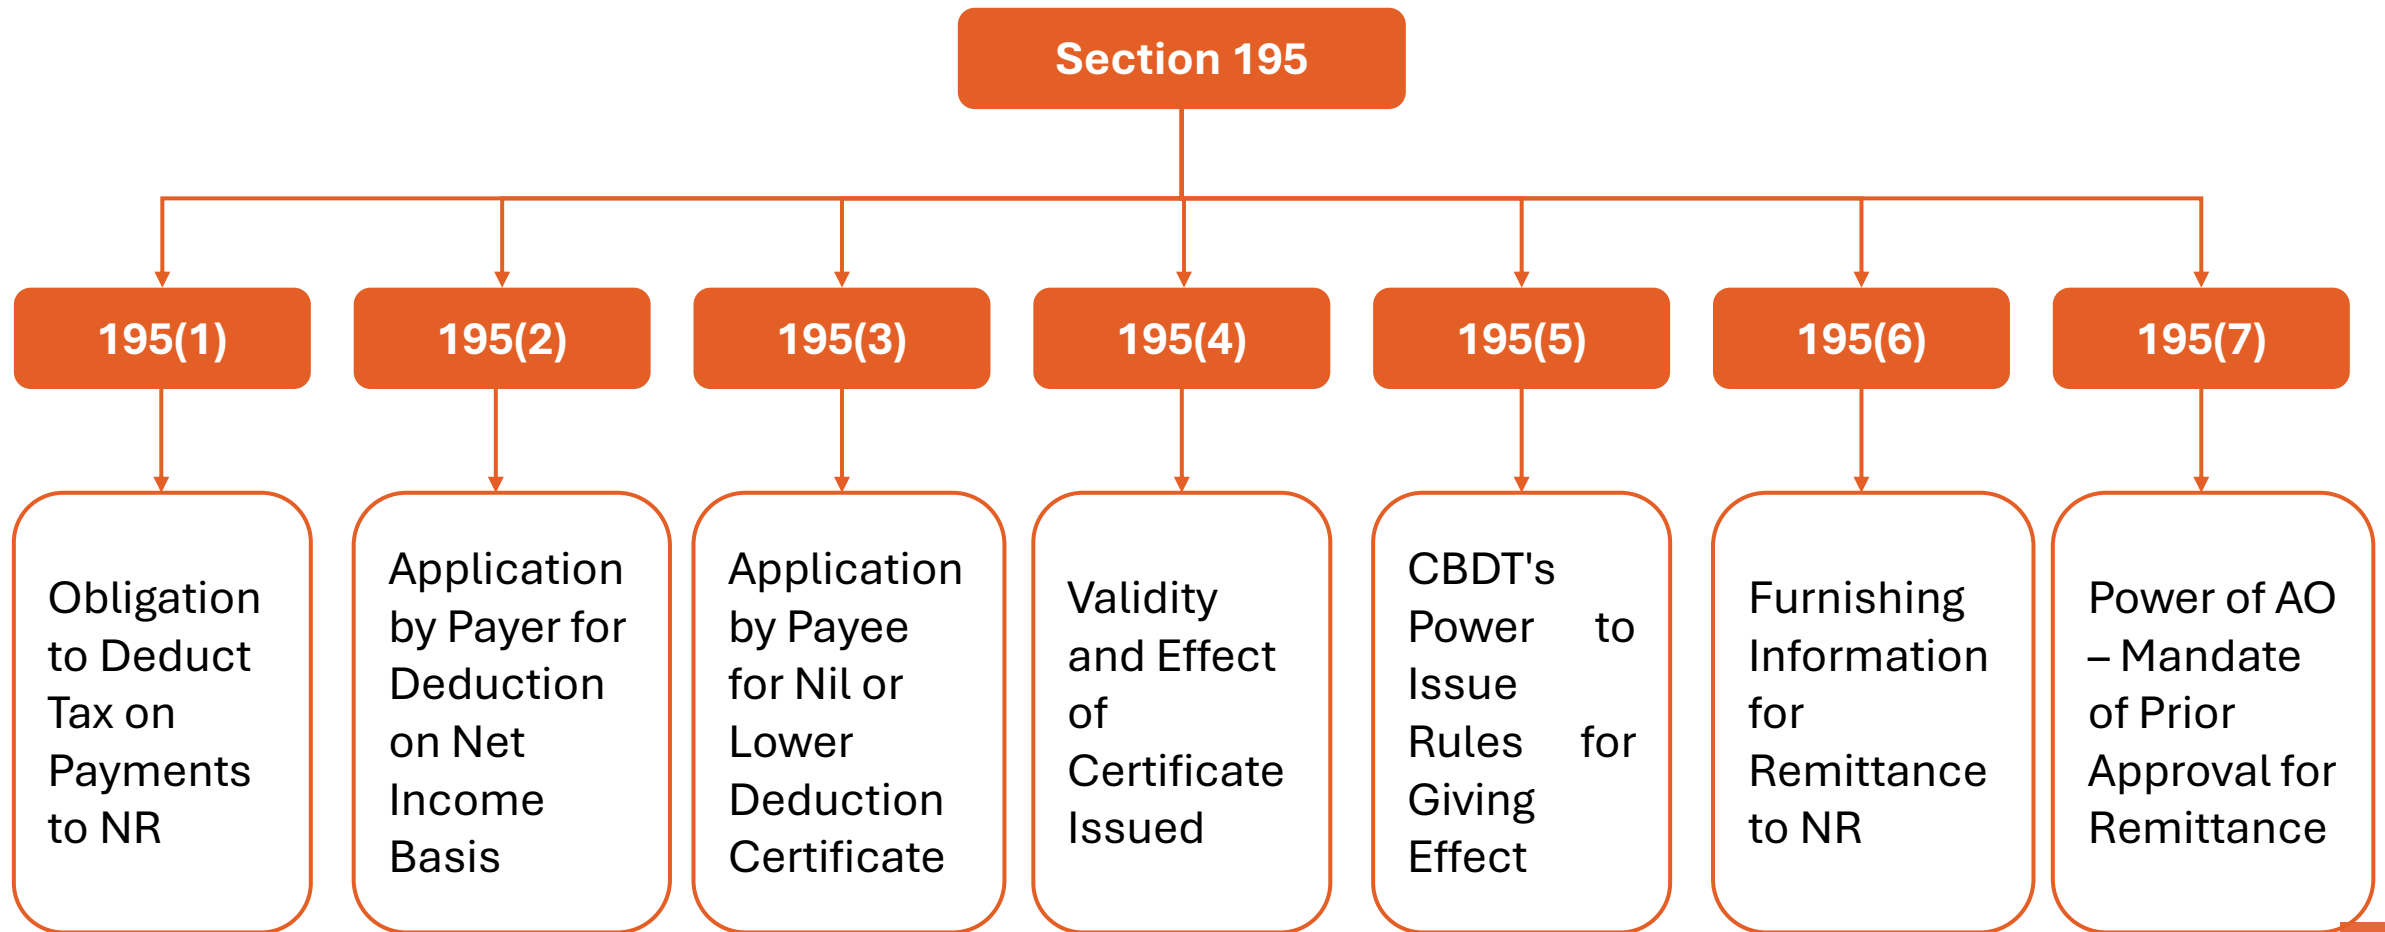 Section 195
195(1)
195(2)
195(3)
195(4)
195(5)
195(6)
195(7)
Obligation
to Deduct
Tax on
Payments
to NR
Application
by Payer for
Deduction
on Net
Income
Basis
Application
by Payee
for Nil or
Lower
Deduction
Certificate
Validity
and Effect
of
Certificate
Issued
CBDT's
Power to
Issue
Rules for
Giving
Effect
Furnishing
Information
for
Remittance
to NR
Power of AO
– Mandate
of Prior
Approval for
Remittance